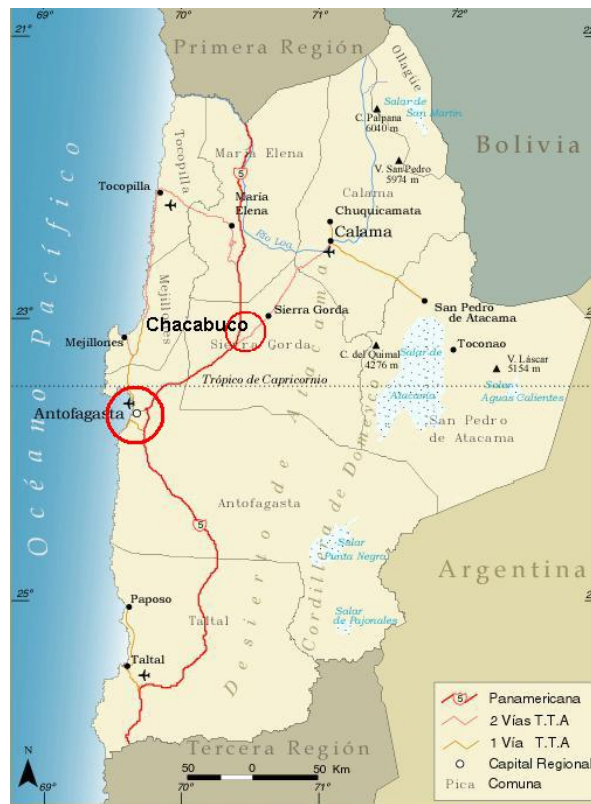 69°
70°
71°
72°
21°
Primera Región
Ollagüe
Salar de
San Martín
C. Palpana
6040 m
Bolivia
Tocopilla
María Elena
5
V. San Pedro
5974 m
Calama
Tocopilla
María
Elena
Chuquicamata
Río Loa
Calama
Océano Pacífico
Mejillones
23°
Sierra Gorda
San Pedro
de Atacama
Chacabuco
Mejillones
Sierra Gorda
C. del Quimal
4276 m
Salar de
Atacama
Toconao
V. Láscar
5154 m
Trópico de Capricornio
Salar
Aguas Calientes
Antofagasta
San Pedro
de Atacama
Desierto de Atacama
Cordillera de Domeyko
Antofagasta
5
Salar
Punta Negra
Argentina
25°
Paposo
Taltal
Salar
de Pajonales
Taltal
5 Panamericana
2 Vías T.T.A
1 Vía T.T.A
Capital Regional
Pica Comuna
Tercera Región
N
50 0 50 Km
69°
70°
71°